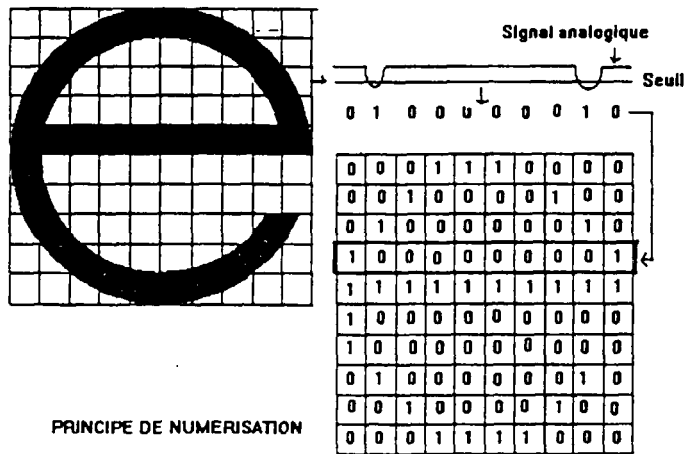 Signal analogique
Seuil
0 1 0 0 0 0 0 0 1 0
0 0 0 1 1 1 0 0 0 0
0 0 1 0 0 0 0 1 0 0
0 1 0 0 0 0 0 0 1 0
1 0 0 0 0 0 0 0 0 1
1 1 1 1 1 1 1 1 1 1
1 0 0 0 0 0 0 0 0 0
1 0 0 0 0 0 0 0 0 0
0 1 0 0 0 0 0 0 1 0
0 0 1 0 0 0 0 1 0 0
0 0 0 1 1 1 1 0 0 0
PRINCIPE DE NUMERISATION